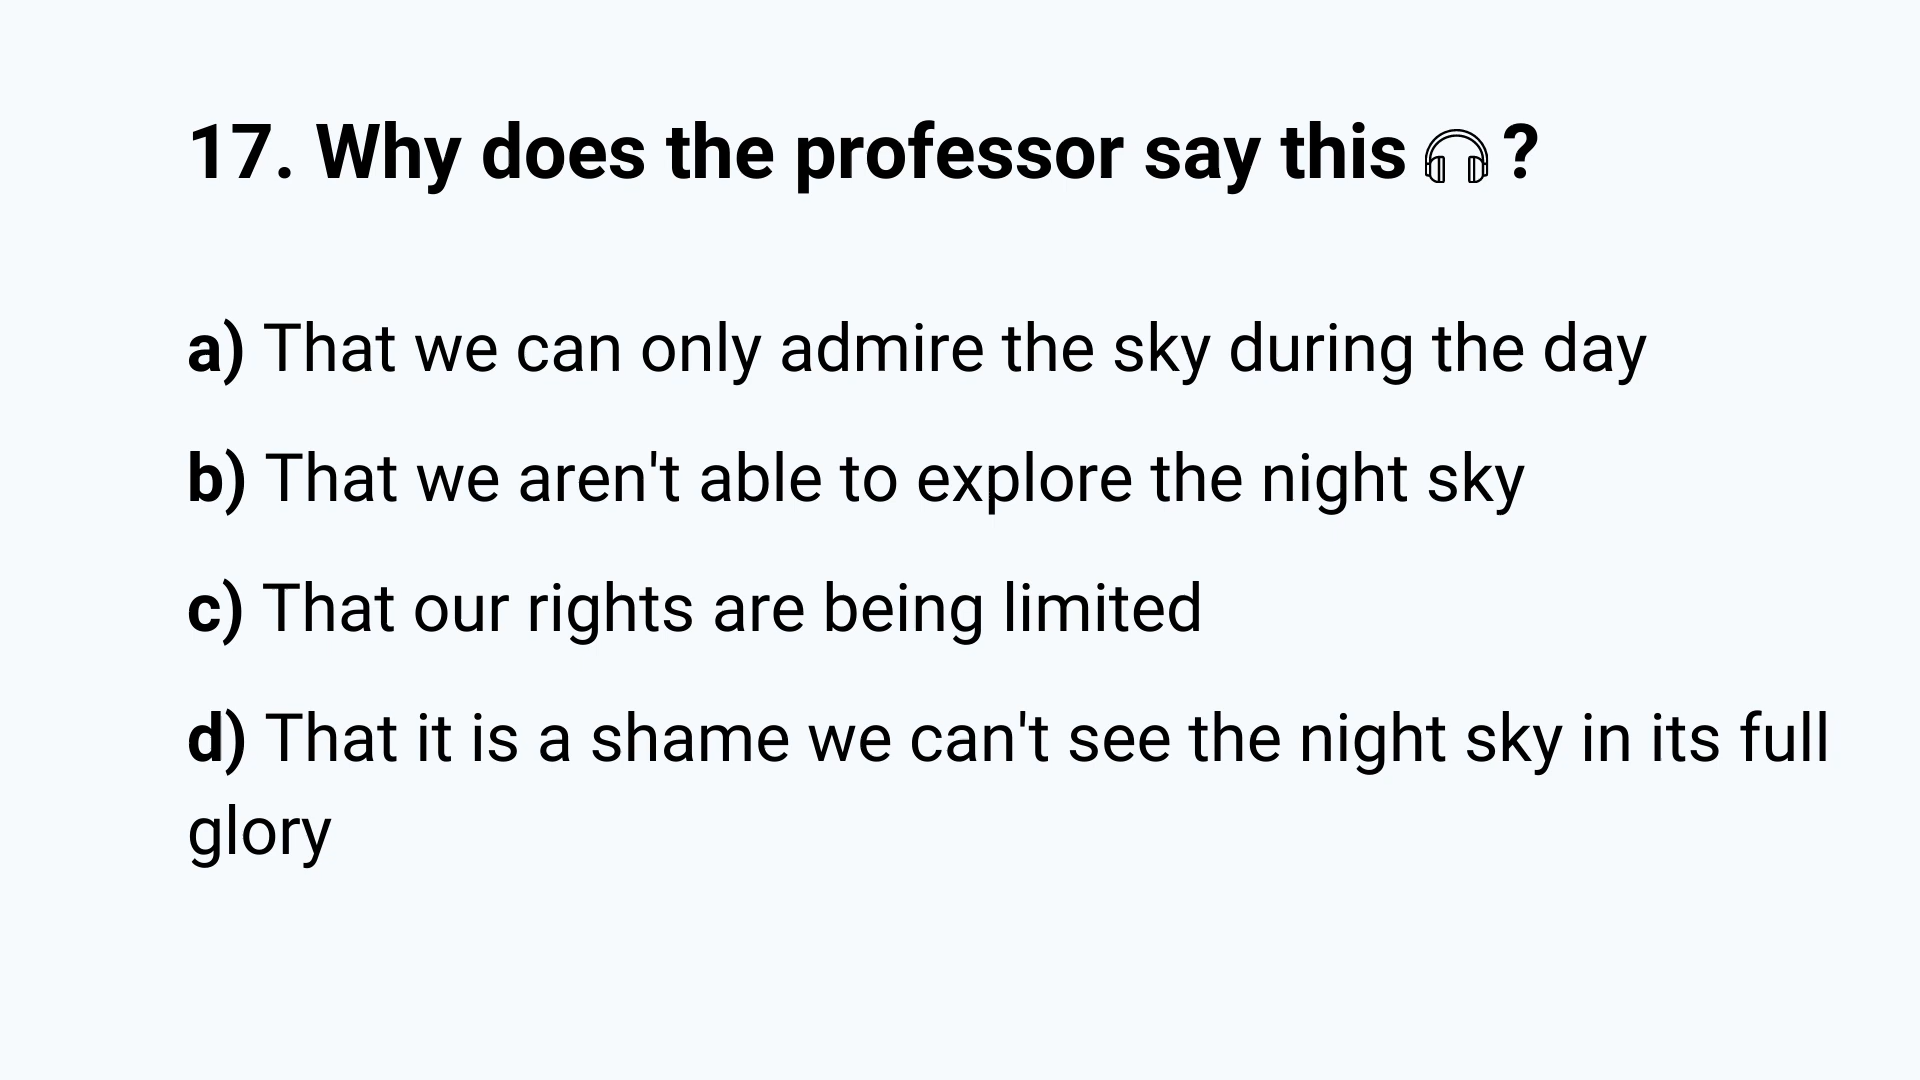 17. Why does the professor say this ?
a) That we can only admire the sky during the day
b) That we aren't able to explore the night sky
c) That our rights are being limited
d) That it is a shame we can't see the night sky in its full
glory